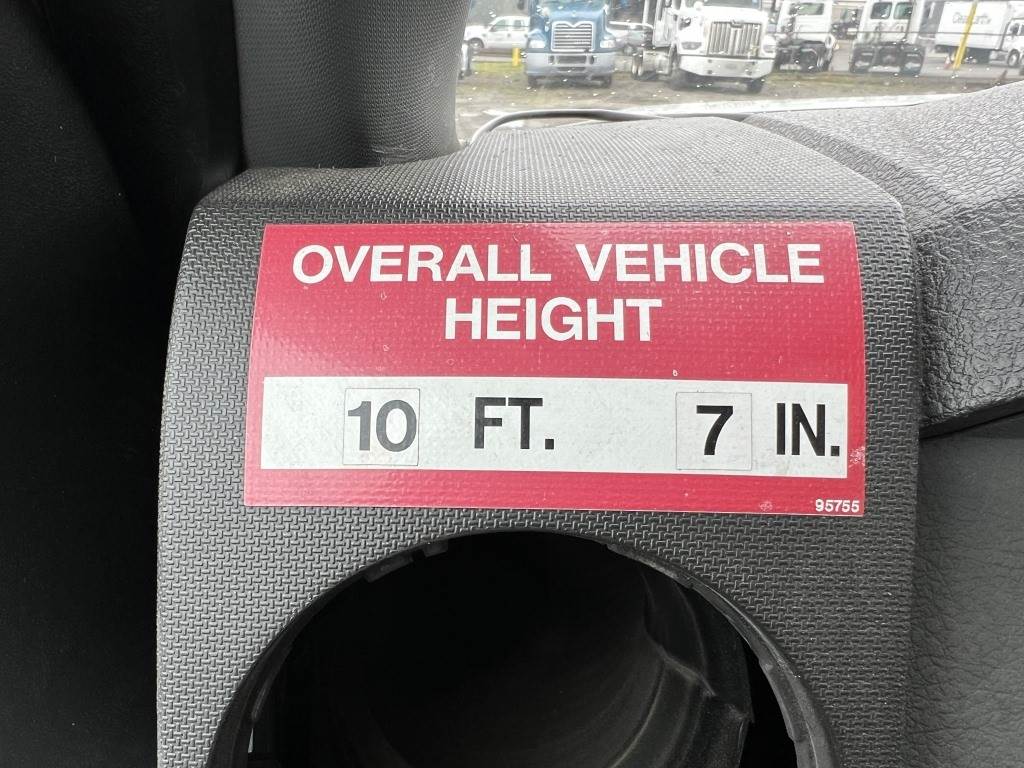 OVERALL VEHICLE
HEIGHT
10 FT. 7 IN.
95755